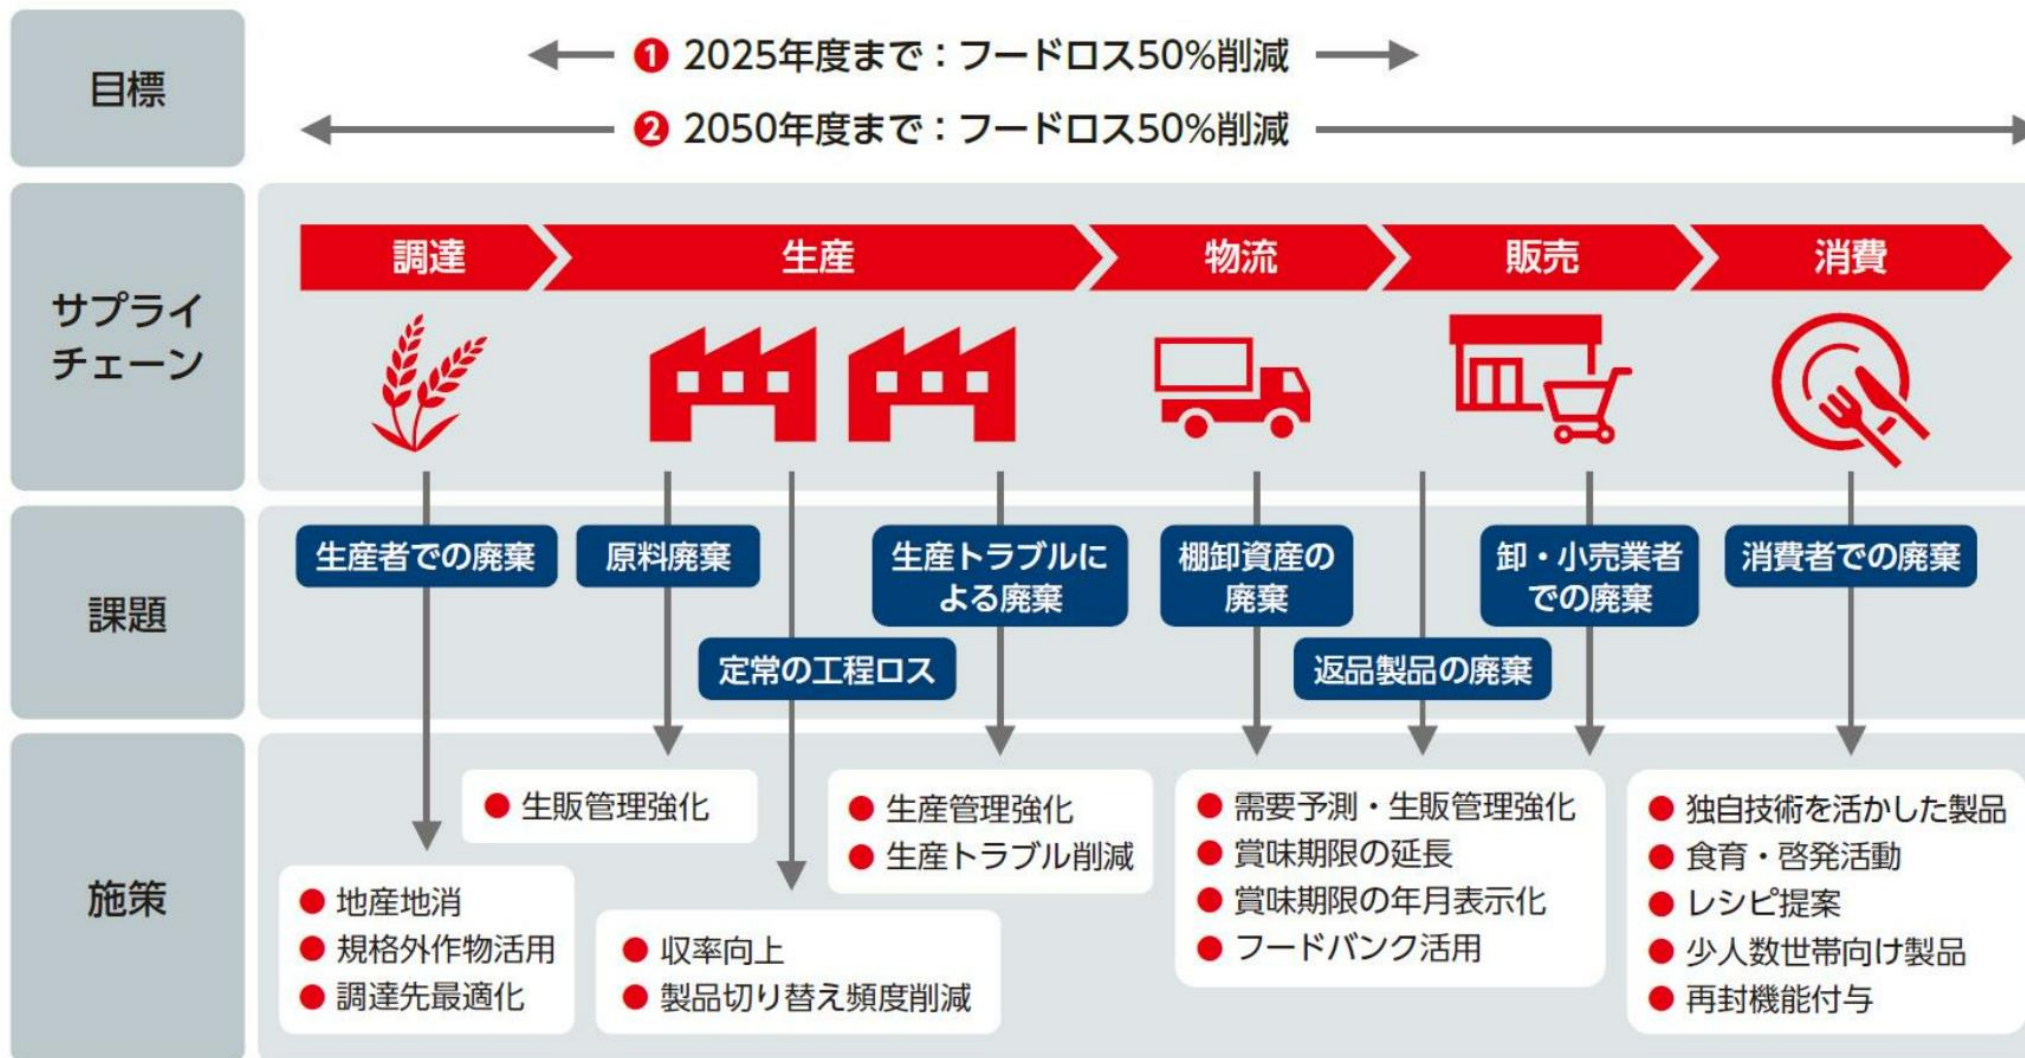 目標
❶ 2025年度まで：フードロス50%削減
❷ 2050年度まで：フードロス50%削減
サプライ
チェーン
調達
生産
物流
販売
消費
課題
生産者での廃棄
原料廃棄
定常の工程ロス
生産トラブルに
よる廃棄
棚卸資産の
廃棄
返品製品の廃棄
卸・小売業者
での廃棄
消費者での廃棄
施策
● 地産地消
● 規格外作物活用
● 調達先最適化
● 生販管理強化
● 収率向上
● 製品切り替え頻度削減
● 生産管理強化
● 生産トラブル削減
● 需要予測・生販管理強化
● 賞味期限の延長
● 賞味期限の年月表示化
● フードバンク活用
● 独自技術を活かした製品
● 食育・啓発活動
● レシピ提案
● 少人数世帯向け製品
● 再封機能付与